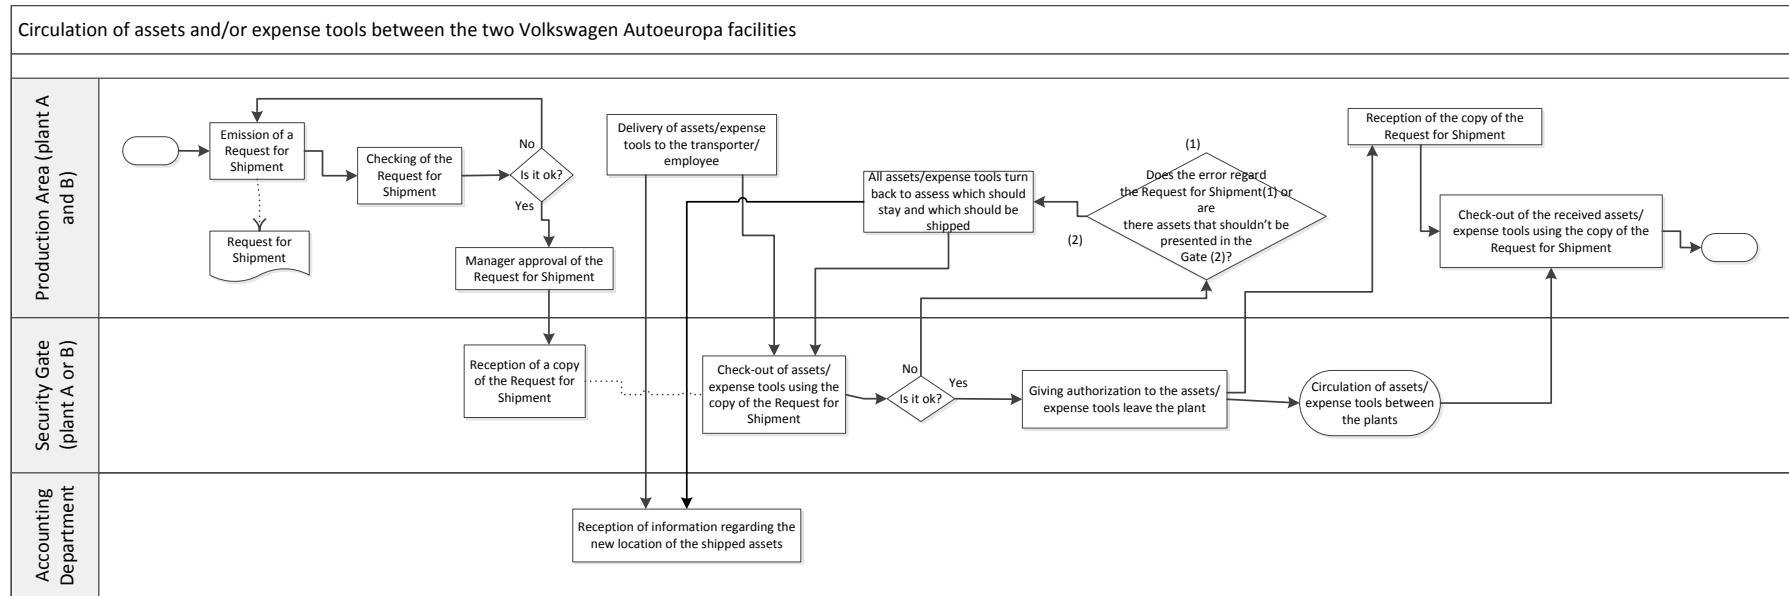 Circulation of assets and/or expense tools between the two Volkswagen Autoeuropa facilities
Production Area (plant A
and B)
Emission of a
Request for
Shipment
Request for
Shipment
Checking of the
Request for
Shipment
No
Is it ok?
Yes
Manager approval of the
Request for Shipment
Delivery of assets/expense
tools to the transporter/
employee
All assets/expense tools turn
back to assess which should
stay and which should be
shipped
(1)
Does the error regard
the Request for Shipment(1) or
are
there assets that shouldn't be
presented in the
Gate (2)?
(2)
Reception of the copy of the
Request for Shipment
Check-out of the received assets/
expense tools using the copy of the
Request for Shipment
Security Gate
(plant A or B)
Reception of a copy
of the Request for
Shipment
Check-out of assets/
expense tools using the
copy of the Request for
Shipment
No
Is it ok?
Yes
Giving authorization to the assets/
expense tools leave the plant
Circulation of assets/
expense tools between
the plants
Accounting
Department
Reception of information regarding the
new location of the shipped assets